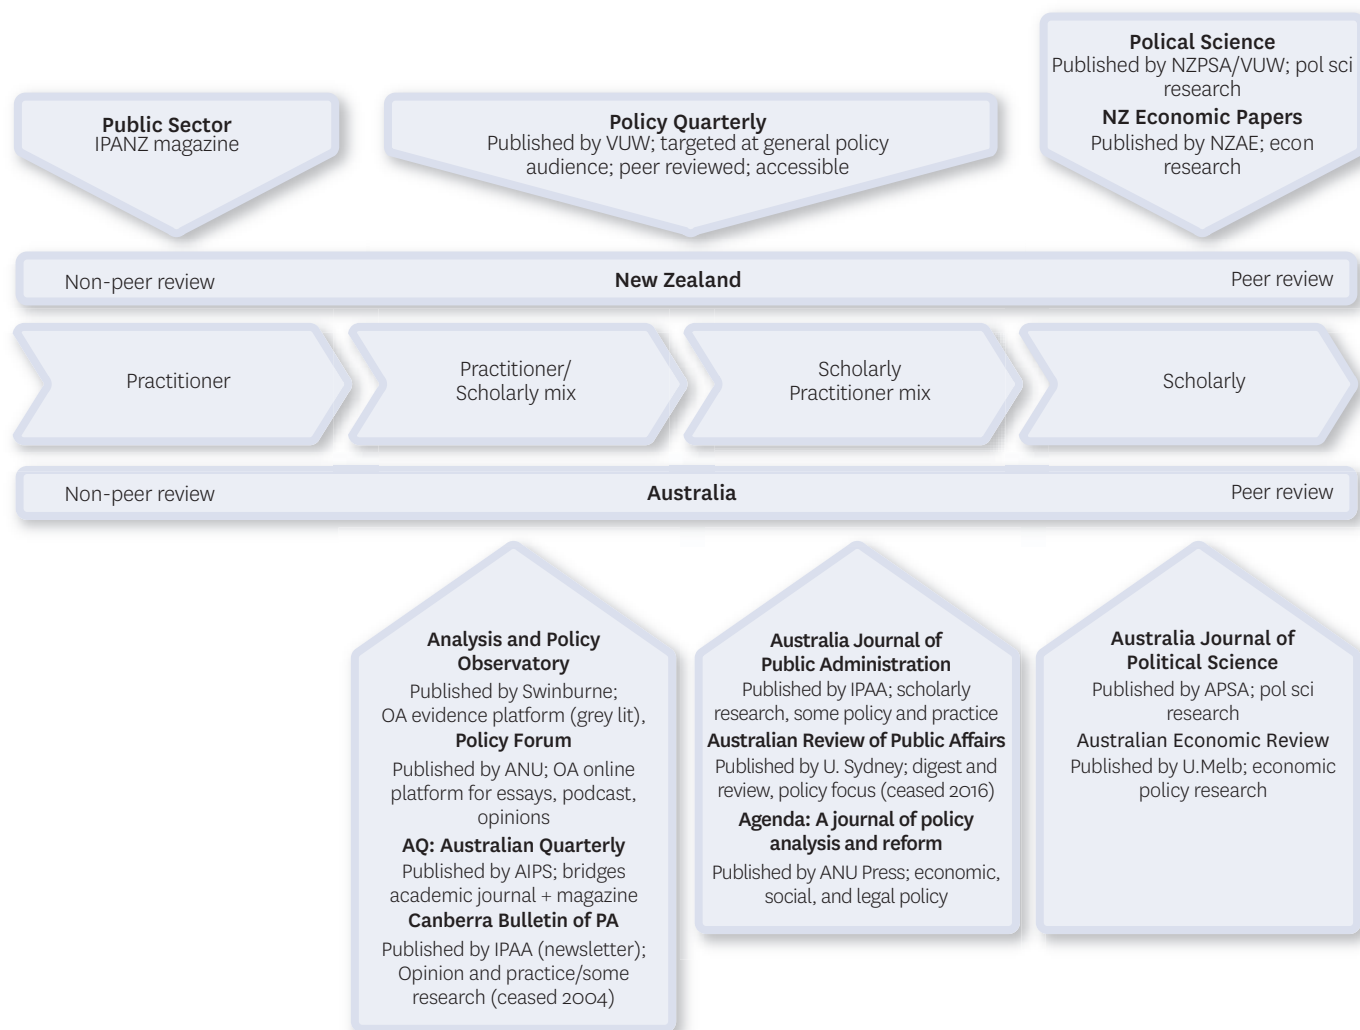 Public Sector
IPANZ magazine
Policy Quarterly
Published by VUW; targeted at general policy
audience; peer reviewed; accessible
Polical Science
Published by NZPSA/VUW; pol sci
research
NZ Economic Papers
Published by NZAE; econ
research
Non-peer review
New Zealand
Peer review
Practitioner
Practitioner/
Scholarly mix
Scholarly
Practitioner mix
Scholarly
Non-peer review
Australia
Peer review
Analysis and Policy
Observatory
Published by Swinburne;
OA evidence platform (grey lit),
Policy Forum
Published by ANU; OA online
platform for essays, podcast,
opinions
AQ: Australian Quarterly
Published by AIPS; bridges
academic journal + magazine
Canberra Bulletin of PA
Published by IPAA (newsletter);
Opinion and practice/some
research (ceased 2004)
Australia Journal of
Public Administration
Published by IPAA; scholarly
research, some policy and practice
Australian Review of Public Affairs
Published by U. Sydney; digest and
review, policy focus (ceased 2016)
Agenda: A journal of policy
analysis and reform
Published by ANU Press; economic,
social, and legal policy
Australia Journal of
Political Science
Published by APSA; pol sci
research
Australian Economic Review
Published by U.Melb; economic
policy research